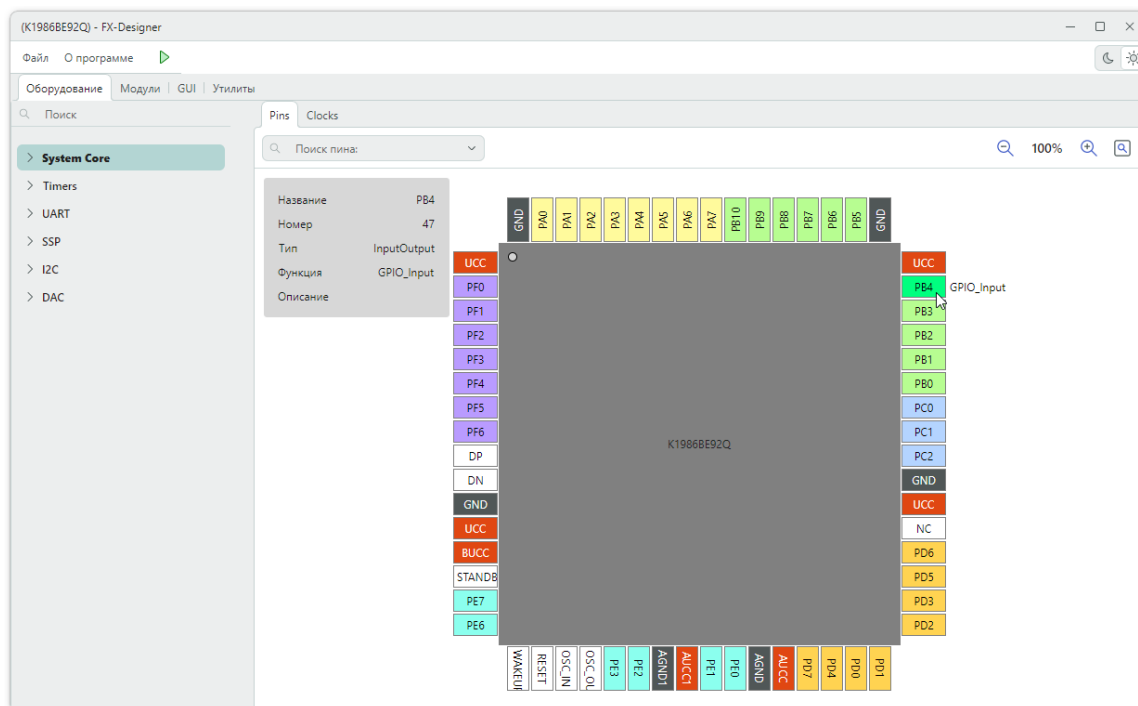 (K1986BE92Q) - FX-Designer
Файл О программе
Оборудование Модули GUI Утилиты
Поиск
Pins Clocks
Поиск пина:
100%
System Core
Timers
UART
SSP
I2C
DAC
Название PB4
Номер 47
Тип InputOutput
Функция GPIO_Input
Описание
GND PA0 PA1 PA2 PA3 PA4 PA5 PA6 PA7 PB10 PB9 PB8 PB7 PB6 PB5 GND
UCC
PF0
PF1
PF2
PF3
PF4
PF5
PF6
DP
DN
GND
UCC
BUCC
STANDB
PE7
PE6
K1986BE92Q
UCC
PB4 GPIO_Input
PB3
PB2
PB1
PB0
PC0
PC1
PC2
GND
UCC
NC
PD6
PD5
PD3
PD2
WAKEUP RESET OSC_IN OSC_OU PE3 PE2 AGND1 AUCC1 PE1 PE0 AGND AUCC PD7 PD4 PD0 PD1